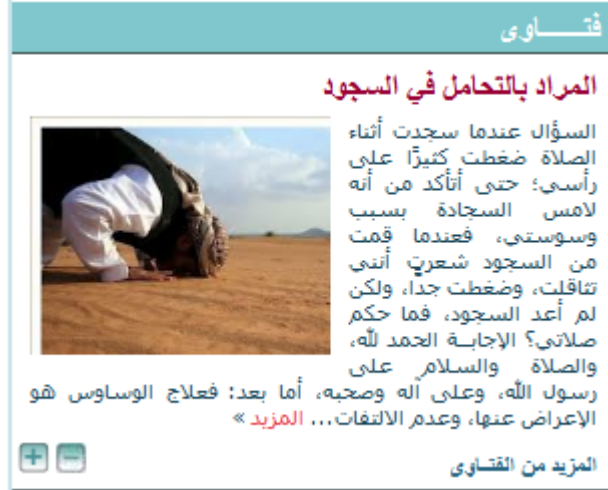 فتــــاوى
المراد بالتحامل في السجود
السؤال عندما سجدت أثناء
الصلاة ضغطت كثيرًا على
رأسي؛ حتى أتأكد من أنه
لامس السجادة بسبب
وسوستي، فعندما قمت
من السجود شعرت أنني
تثاقلت، وضغطت جدا، ولكن
لم أعد السجود، فما حكم
صلاتي؟ الإجابــة الحمد لله،
والصلاة والسلام على
رسول الله، وعلى آله وصحبه، أما بعد: فعلاج الوساوس هو
الإعراض عنها، وعدم الالتفات... المزيد »
المزيد من الفتــاوى